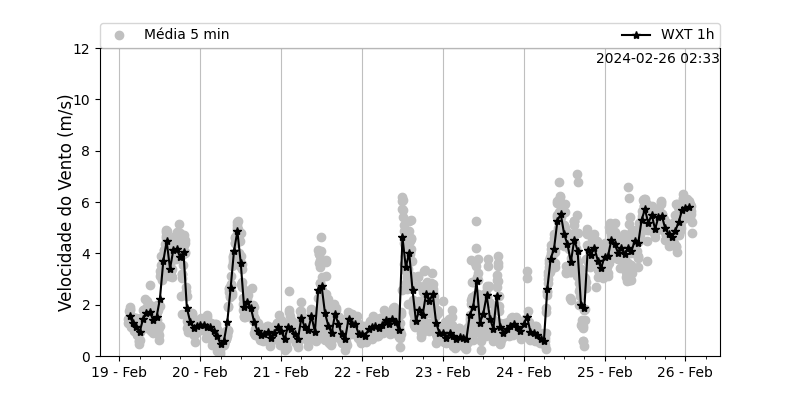 Média 5 min
WXT 1h
2024-02-26 02:33
Velocidade do Vento (m/s)
12
10
8
6
4
2
0
19 - Feb
20 - Feb
21 - Feb
22 - Feb
23 - Feb
24 - Feb
25 - Feb
26 - Feb